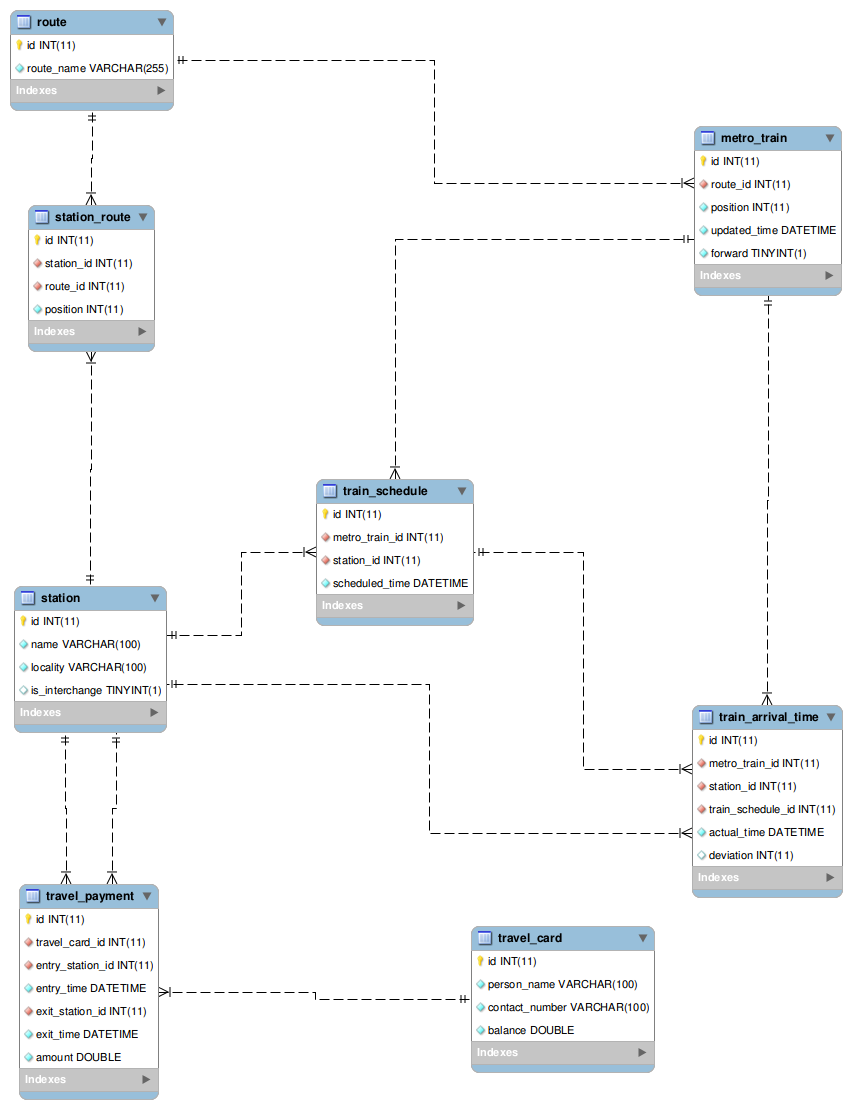 route
id INT(11)
route_name VARCHAR(255)
Indexes
metro_train
id INT(11)
route_id INT(11)
position INT(11)
updated_time DATETIME
forward TINYINT(1)
Indexes
station_route
id INT(11)
station_id INT(11)
route_id INT(11)
position INT(11)
Indexes
train_schedule
id INT(11)
metro_train_id INT(11)
station_id INT(11)
scheduled_time DATETIME
Indexes
station
id INT(11)
name VARCHAR(100)
locality VARCHAR(100)
is_interchange TINYINT(1)
Indexes
train_arrival_time
id INT(11)
metro_train_id INT(11)
station_id INT(11)
train_schedule_id INT(11)
actual_time DATETIME
deviation INT(11)
Indexes
travel_payment
id INT(11)
travel_card_id INT(11)
entry_station_id INT(11)
entry_time DATETIME
exit_station_id INT(11)
exit_time DATETIME
amount DOUBLE
Indexes
travel_card
id INT(11)
person_name VARCHAR(100)
contact_number VARCHAR(100)
balance DOUBLE
Indexes